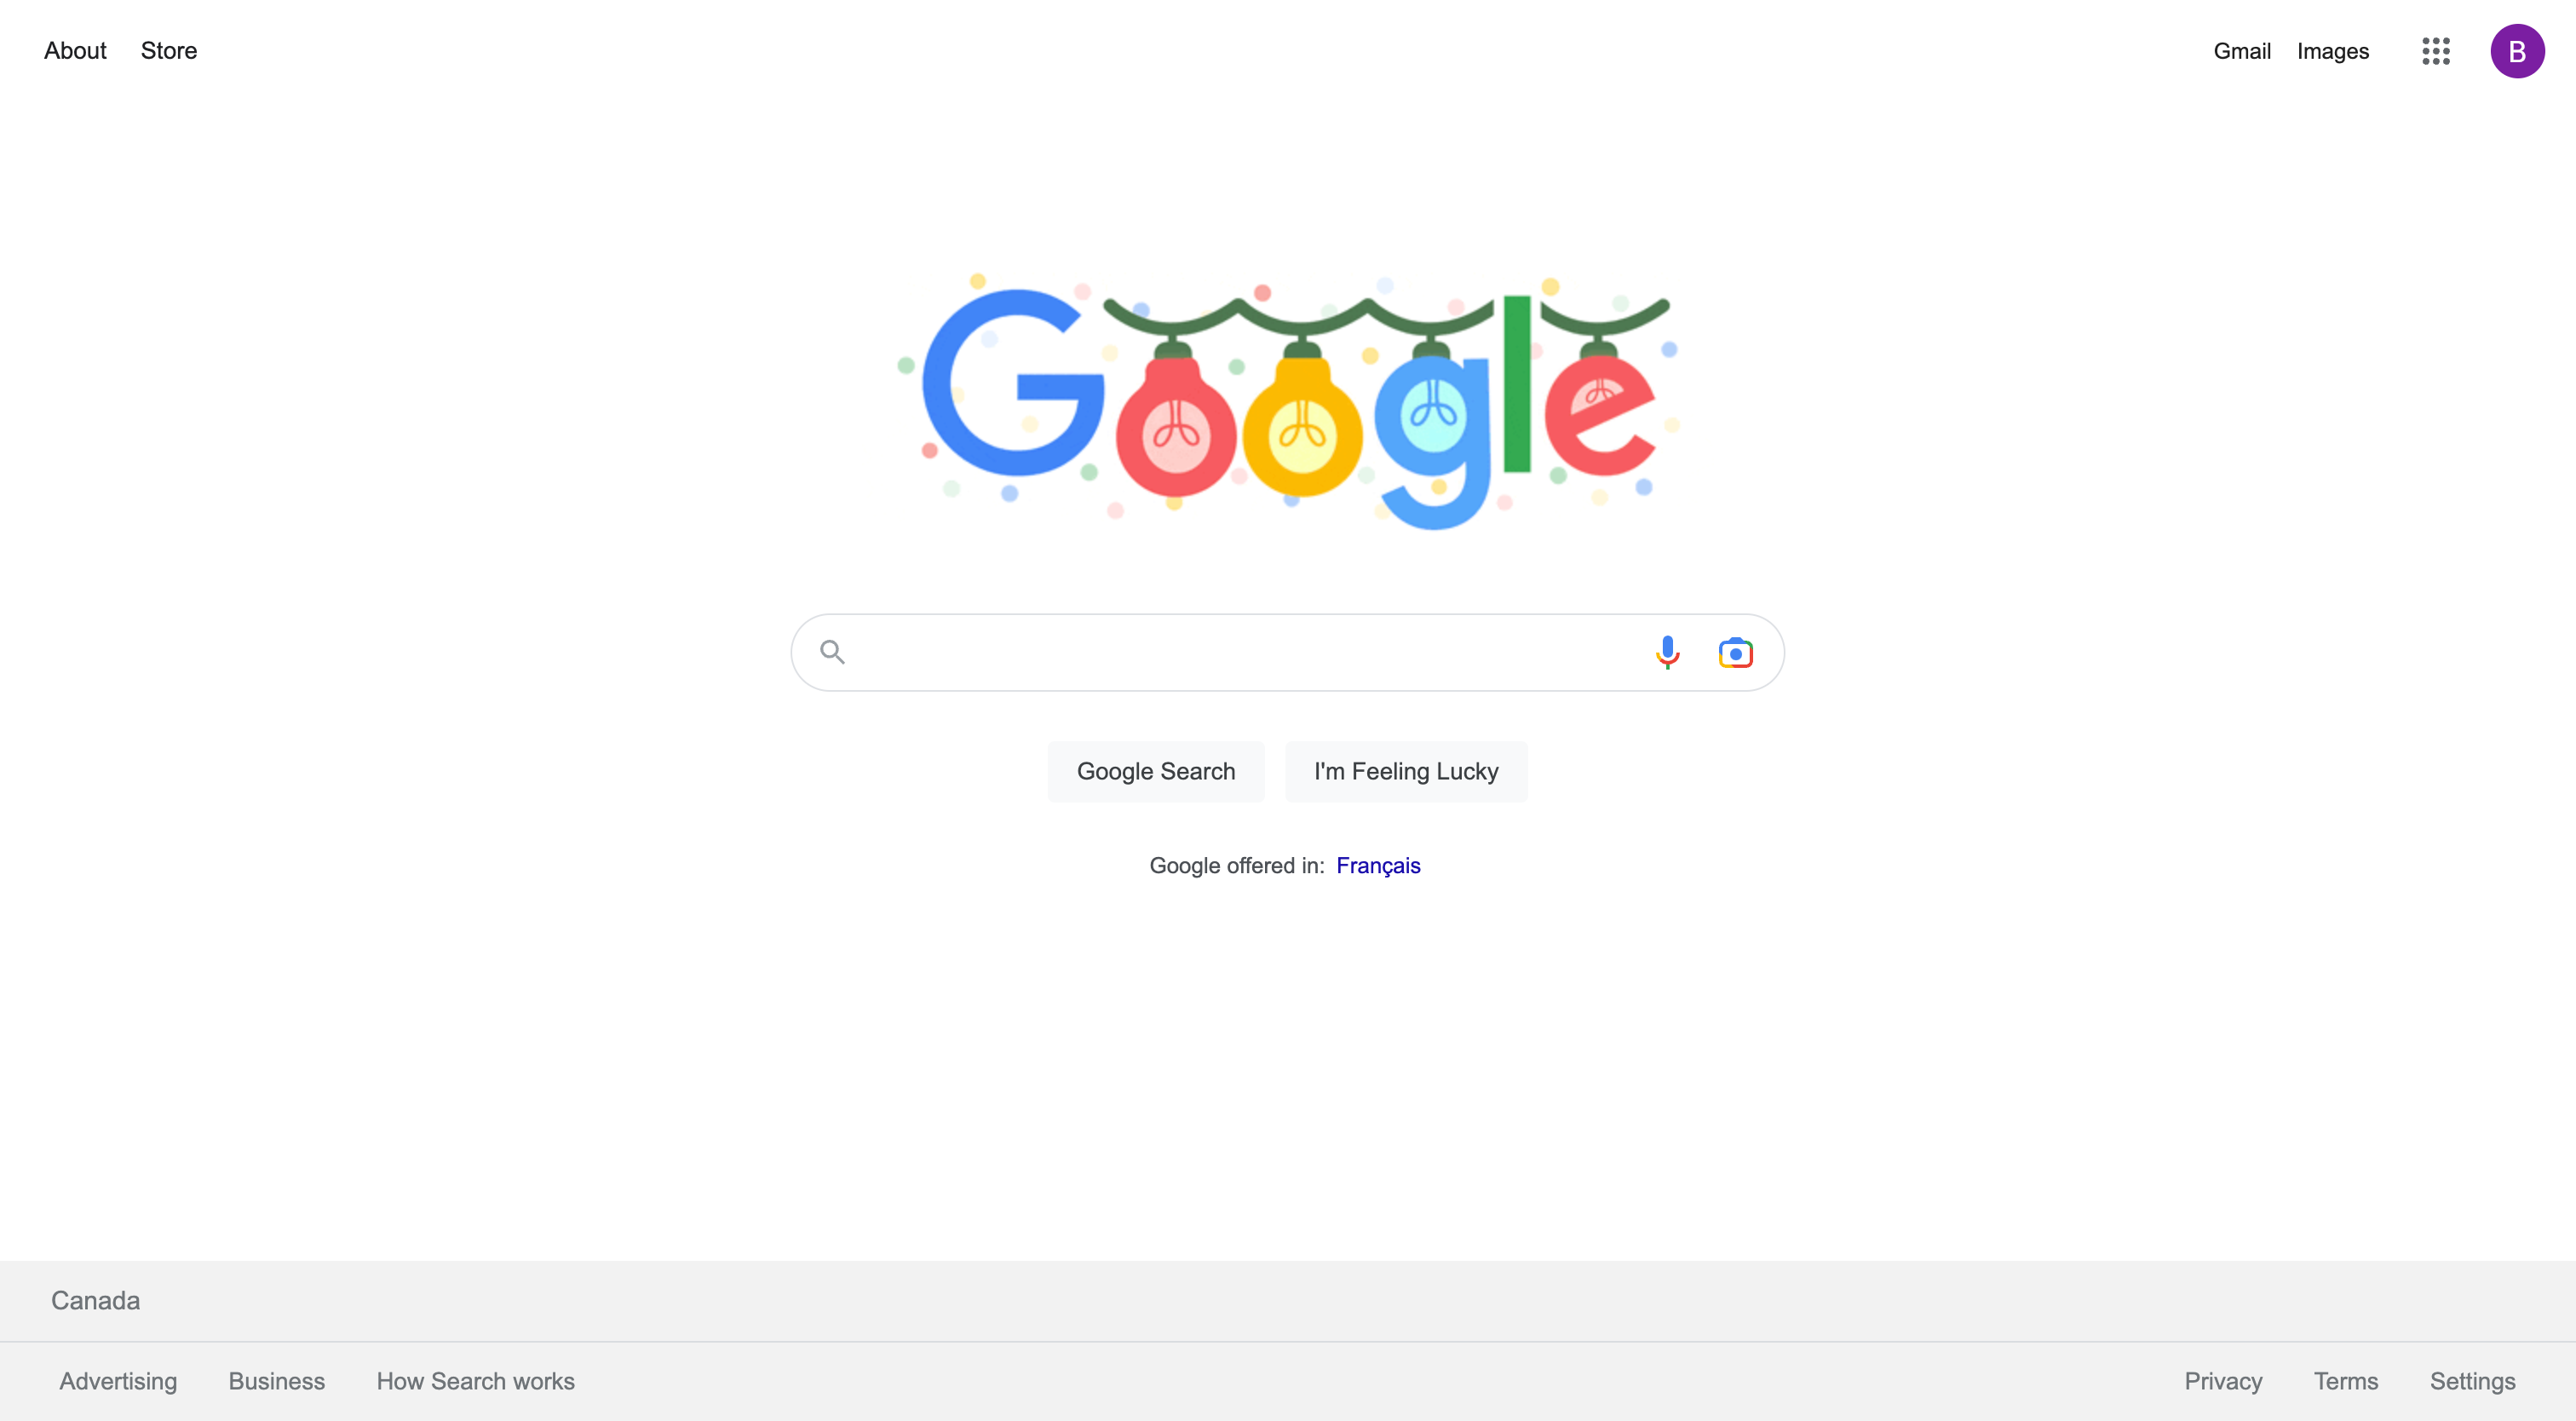 About Store
Gmail Images
B
Google
Google Search I'm Feeling Lucky
Google offered in: Français
Canada
Advertising Business How Search works
Privacy Terms Settings